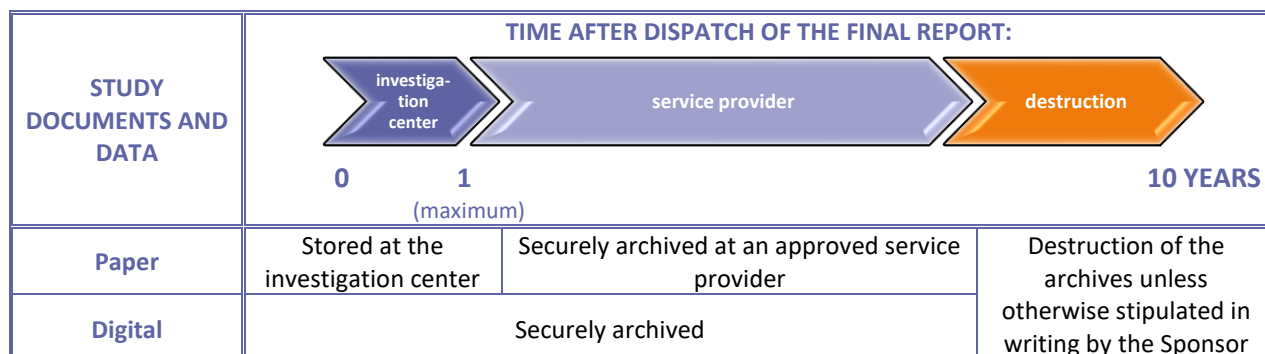 TIME AFTER DISPATCH OF THE FINAL REPORT:
STUDY
DOCUMENTS AND
DATA
investiga-
tion
center
service provider
destruction
0
1
10 YEARS
(maximum)
Paper
Stored at the
investigation center
Securely archived at an approved service
provider
Destruction of the
archives unless
otherwise stipulated in
writing by the Sponsor
Digital
Securely archived